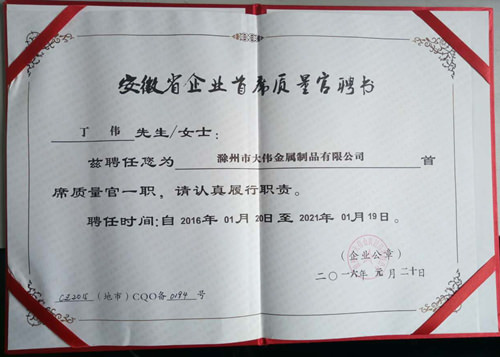 安徽省企业首席质量官聘书
丁伟 先生/女士：
兹聘任您为 滁州市大伟金属制品有限公司 首
席质量官一职，请认真履行职责。
聘任时间：自 2016年 01月 20日 至 2021年 01月 19日。
（企业公章）
二〇一六年 元月二十日
CZ2015（地市）CQO备0194号